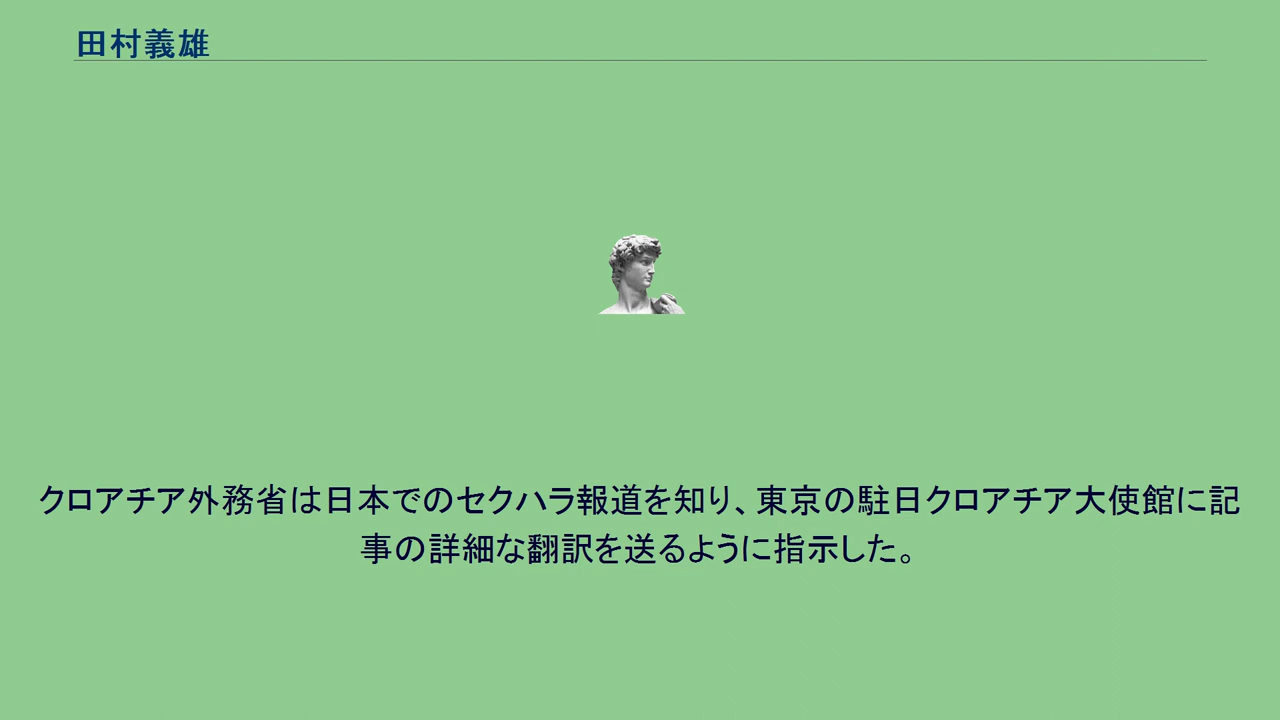 田村義雄
クロアチア外務省は日本でのセクハラ報道を知り、東京の駐日クロアチア大使館に記
事の詳細な翻訳を送るように指示した。